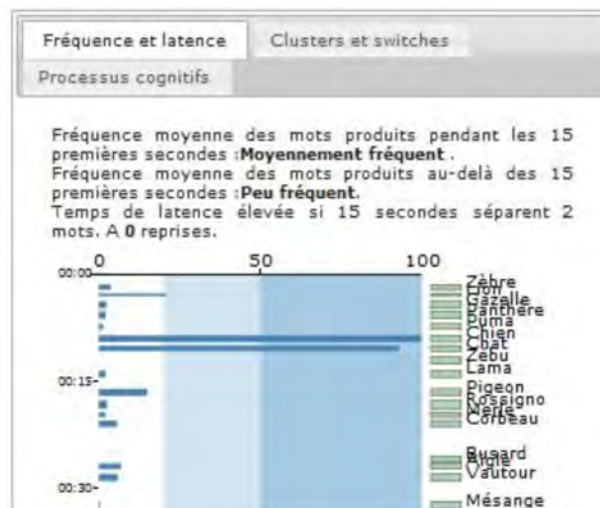 Fréquence et latence
Clusters et switches
Processus cognitifs
Fréquence moyenne des mots produits pendant les 15
premières secondes :Moyennement fréquent .
Fréquence moyenne des mots produits au-delà des 15
premières secondes :Peu fréquent.
Temps de latence élevée si 15 secondes séparent 2
mots. A 0 reprises.
0
50
100
00:00
Zèbre
Lion
Gazelle
Panthère
Puma
Chien
Chat
Zébu
Lama
00:15
Pigeon
Rossigno
Merle
Corbeau
Busard
Aigle
Vautour
00:30
Mésange